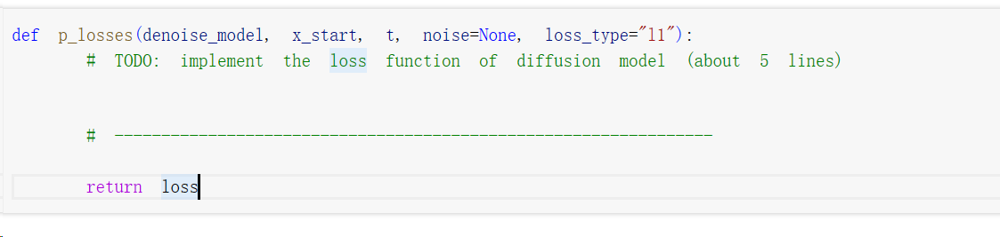 def p_losses(denoise_model, x_start, t, noise=None, loss_type="l1"):
# TODO: implement the loss function of diffusion model (about 5 lines)
# ----------------------------------------------------------------
return loss